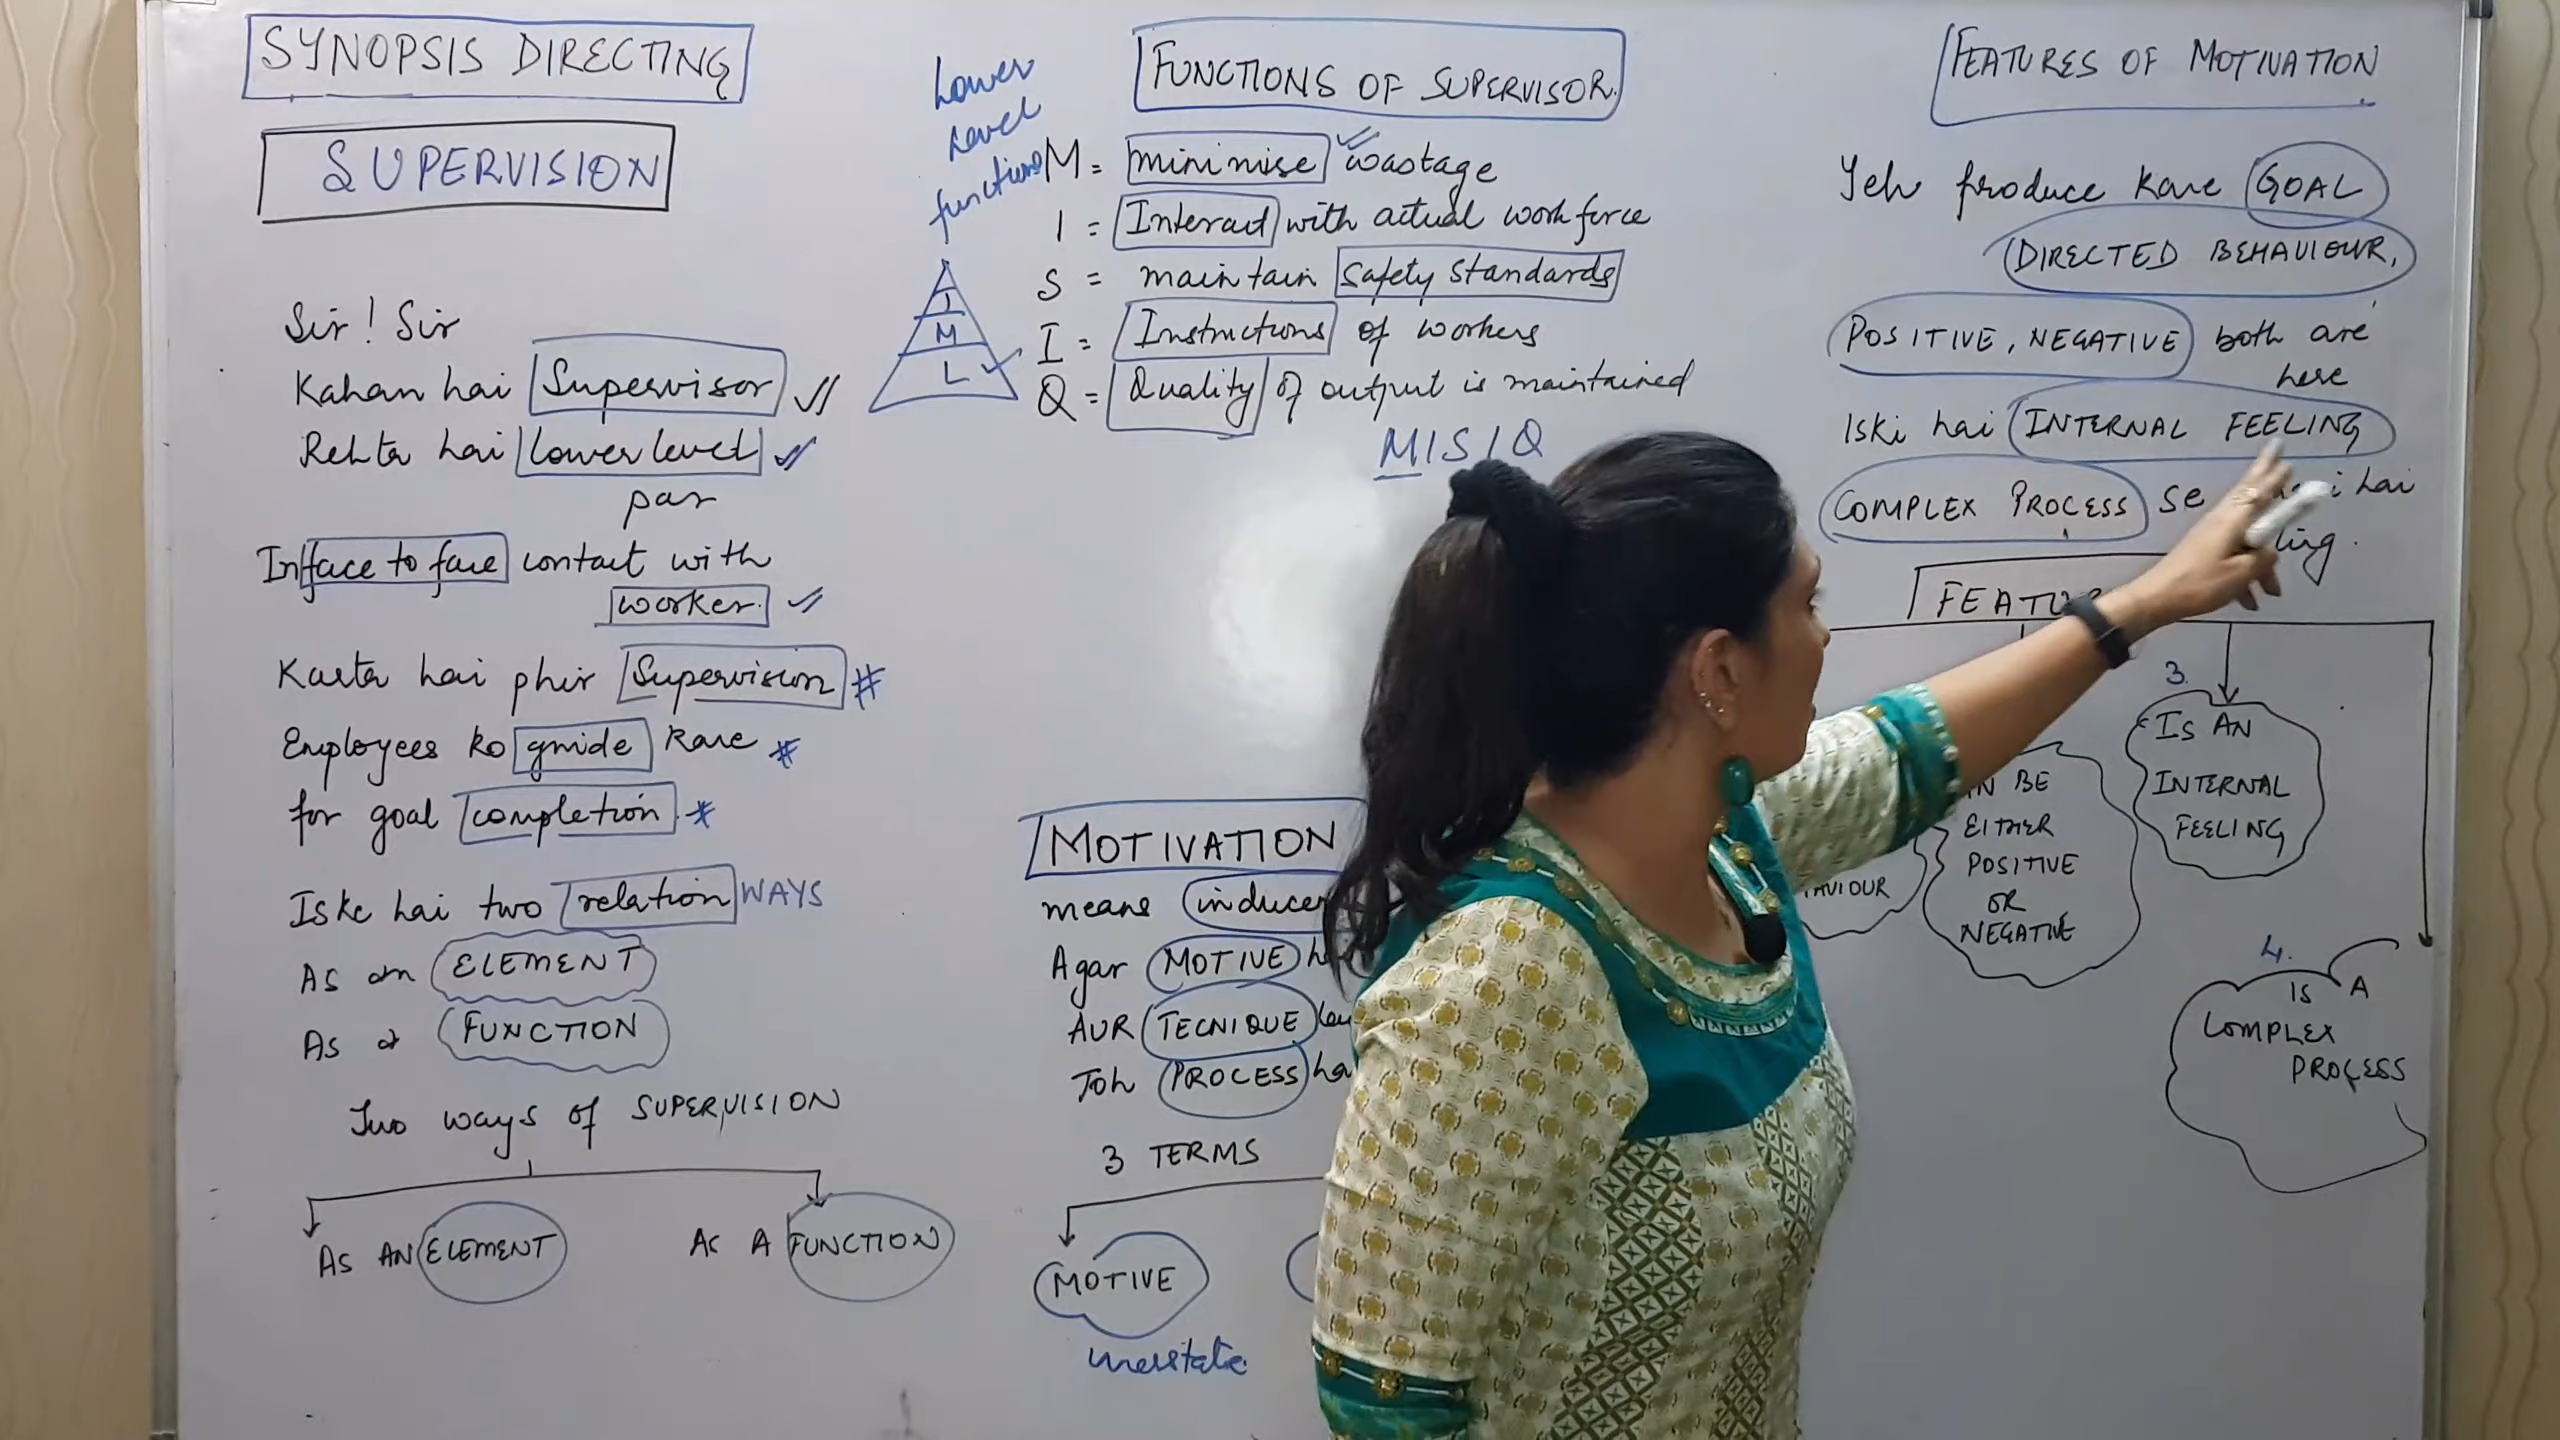 SYNOPSIS DIRECTING
SUPERVISION
Sir! Sir
Kahan hai Supervisor
Rehta hai lower level
par
In face to face contact with
worker.
Karta hai phir Supervision #
Employees ko guide kare *
for goal completion. *
Iske hai two relation WAYS
As an ELEMENT
As a FUNCTION
Two ways of SUPERVISION
AS AN ELEMENT
AS A FUNCTION
Lower
level
functions
T
M
L
FUNCTIONS OF SUPERVISOR.
M = minimise wastage
I = Interact with actual work force
S = maintain safety standards
I = Instructions of workers
Q = Quality of output is maintained
MISIQ
MOTIVATION
means
Agar MOTIVE
AUR TECNIQUE
Toh PROCESS
3 TERMS
MOTIVE
FEATURES OF MOTIVATION
Yeh produce kare GOAL
DIRECTED BEHAVIOUR,
POSITIVE, NEGATIVE both are
here
Iski hai INTERNAL FEELING
COMPLEX PROCESS se hai
3.
IS AN
INTERNAL
FEELING
BE
EITHER
POSITIVE
OR
NEGATIVE
4.
IS A
COMPLEX
PROCESS